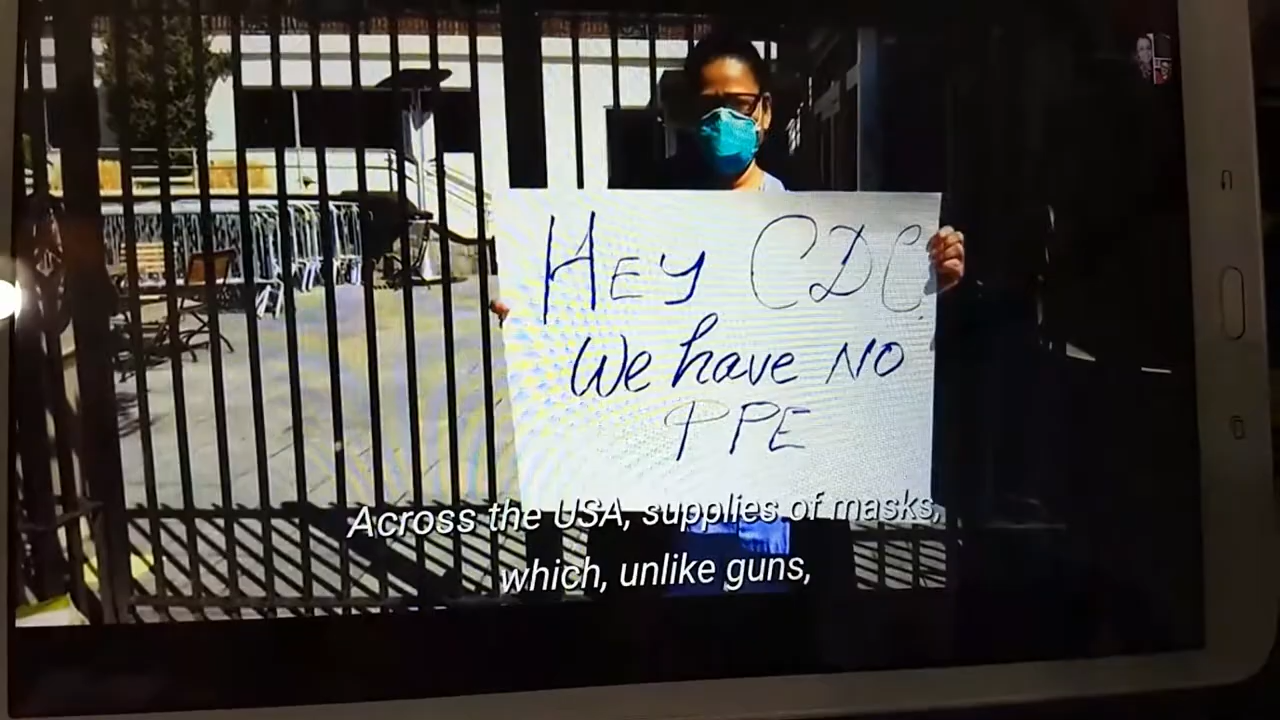 HEY CDC
We have NO
PPE
Across the USA, supplies of masks,
which, unlike guns,